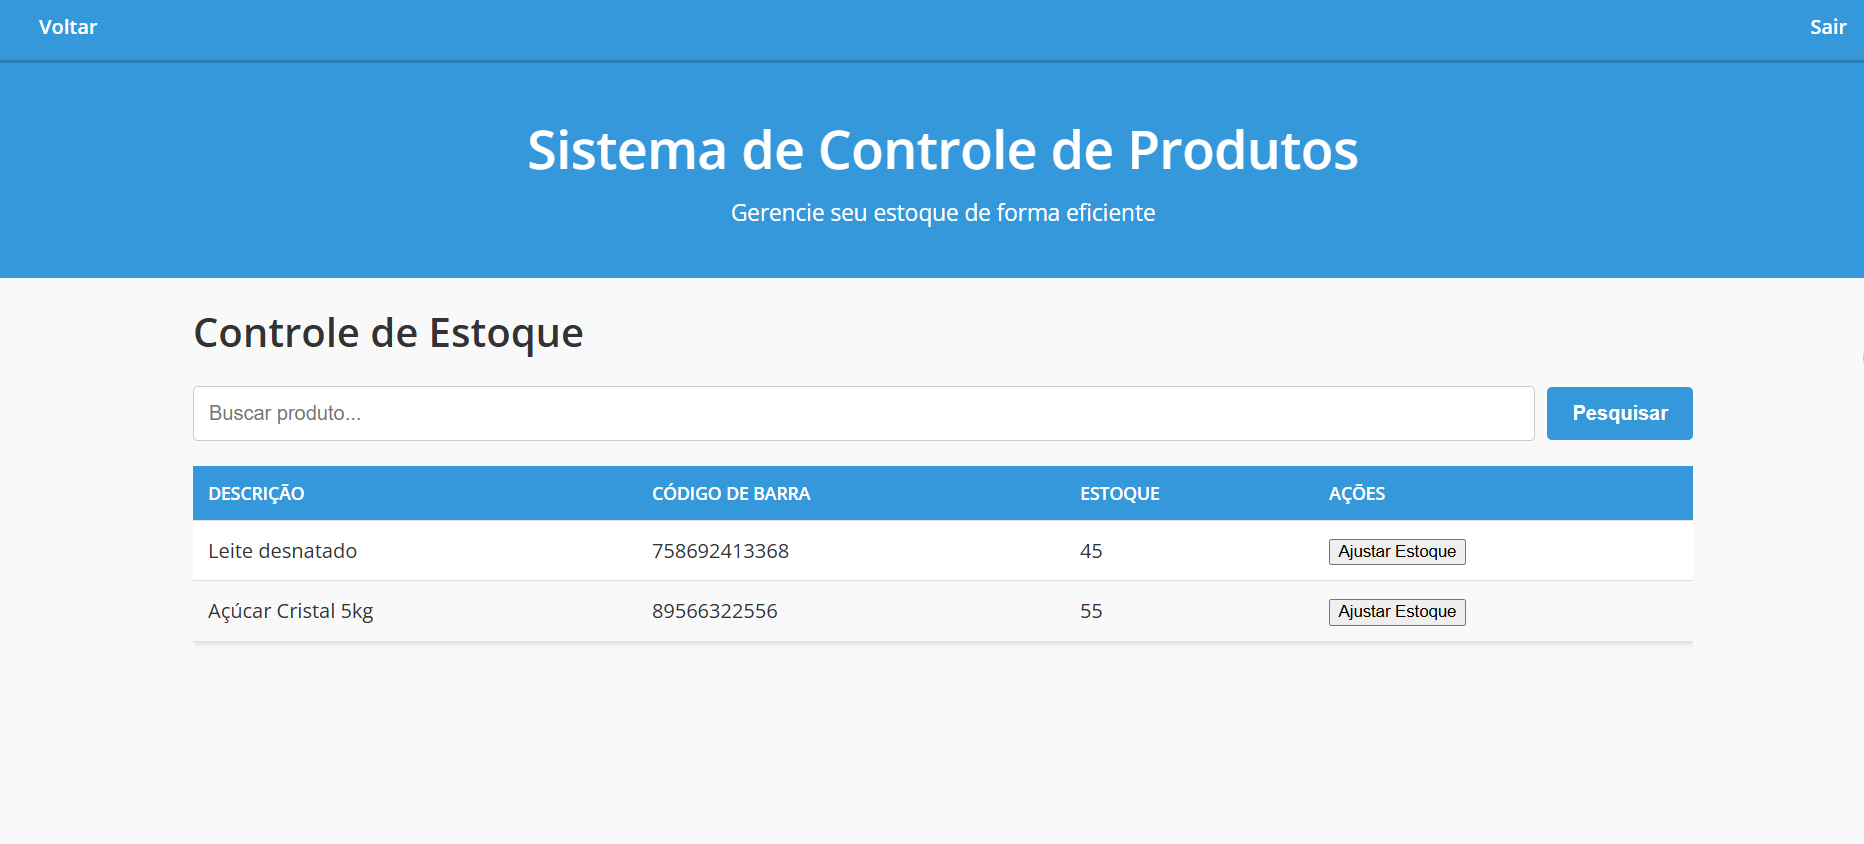 Voltar Sair
Sistema de Controle de Produtos
Gerencie seu estoque de forma eficiente
Controle de Estoque
Buscar produto... Pesquisar
DESCRIÇÃO CÓDIGO DE BARRA ESTOQUE AÇÕES
Leite desnatado 758692413368 45 Ajustar Estoque
Açúcar Cristal 5kg 89566322556 55 Ajustar Estoque